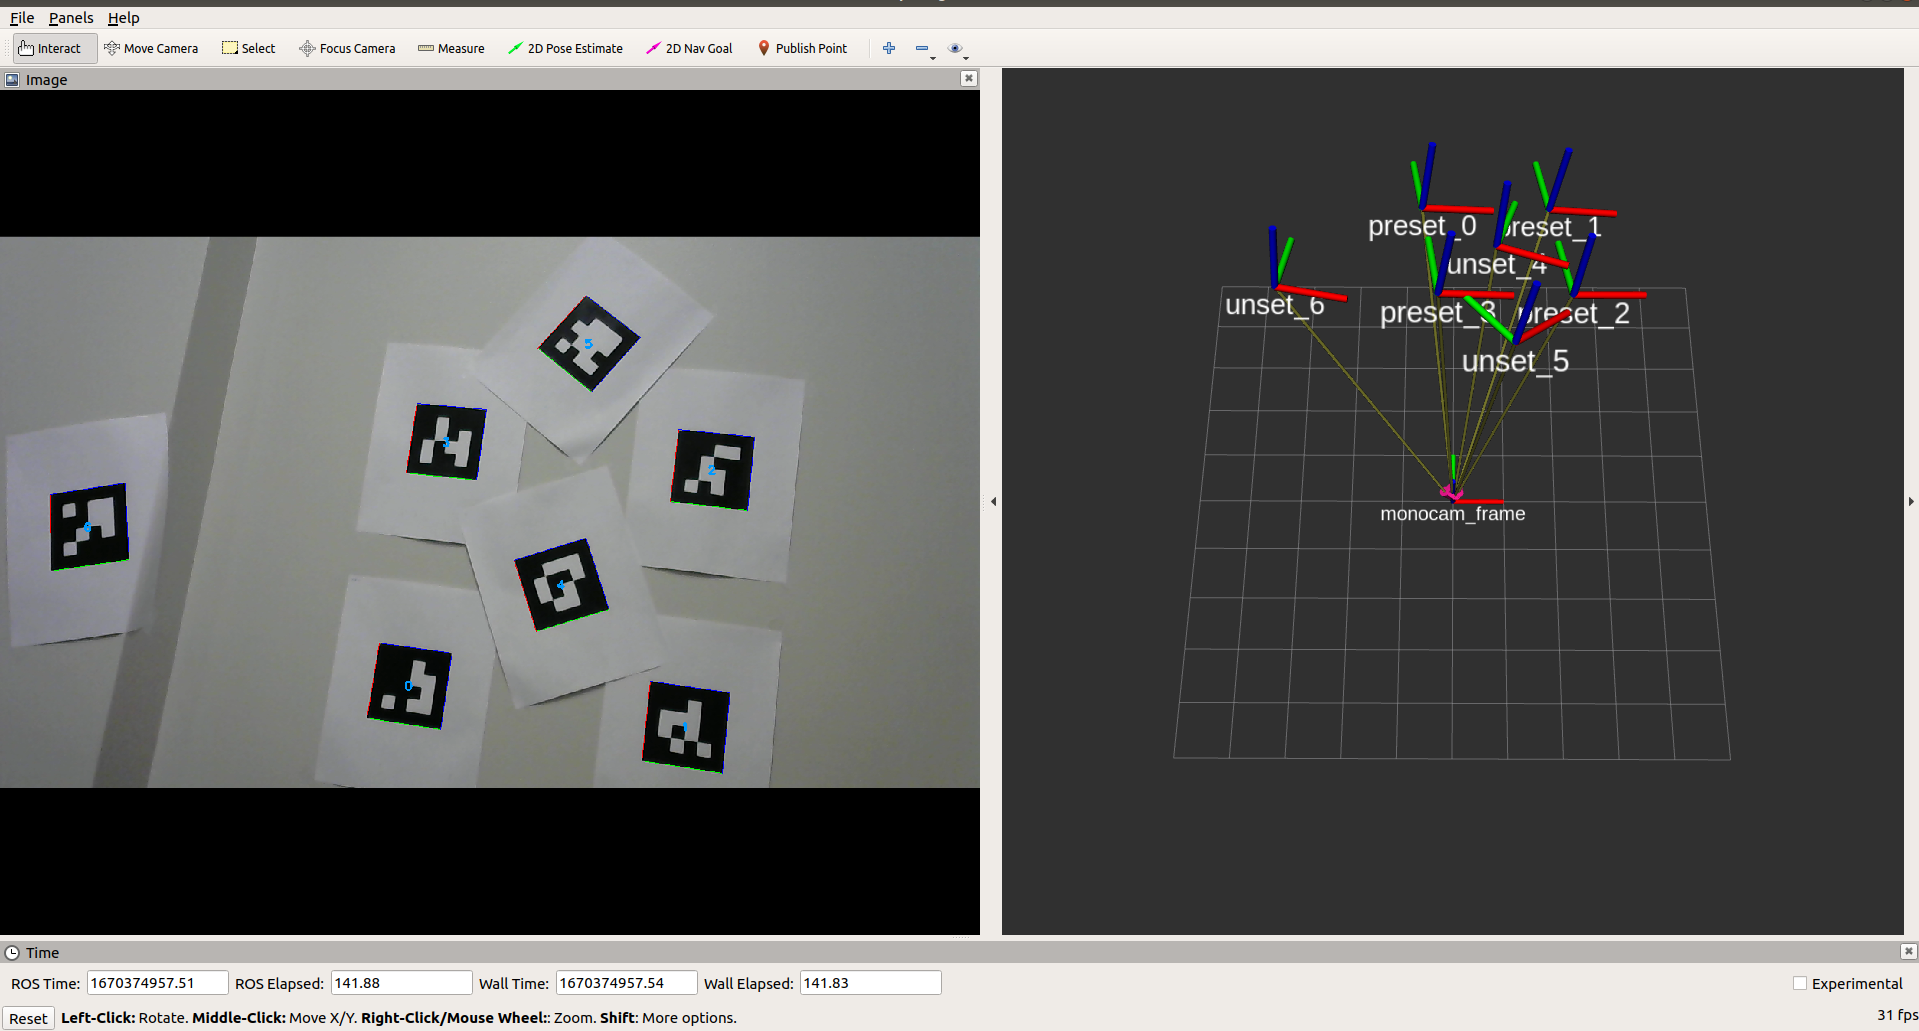 File Panels Help
Interact Move Camera Select Focus Camera Measure 2D Pose Estimate 2D Nav Goal Publish Point
Image
5
3
2
6
4
0
1
preset_0
preset_1
unset_4
unset_6
preset_3
preset_2
unset_5
monocam_frame
Time
ROS Time: 1670374957.51 ROS Elapsed: 141.88 Wall Time: 1670374957.54 Wall Elapsed: 141.83 Experimental
Reset Left-Click: Rotate. Middle-Click: Move X/Y. Right-Click/Mouse Wheel:: Zoom. Shift: More options. 31 fps